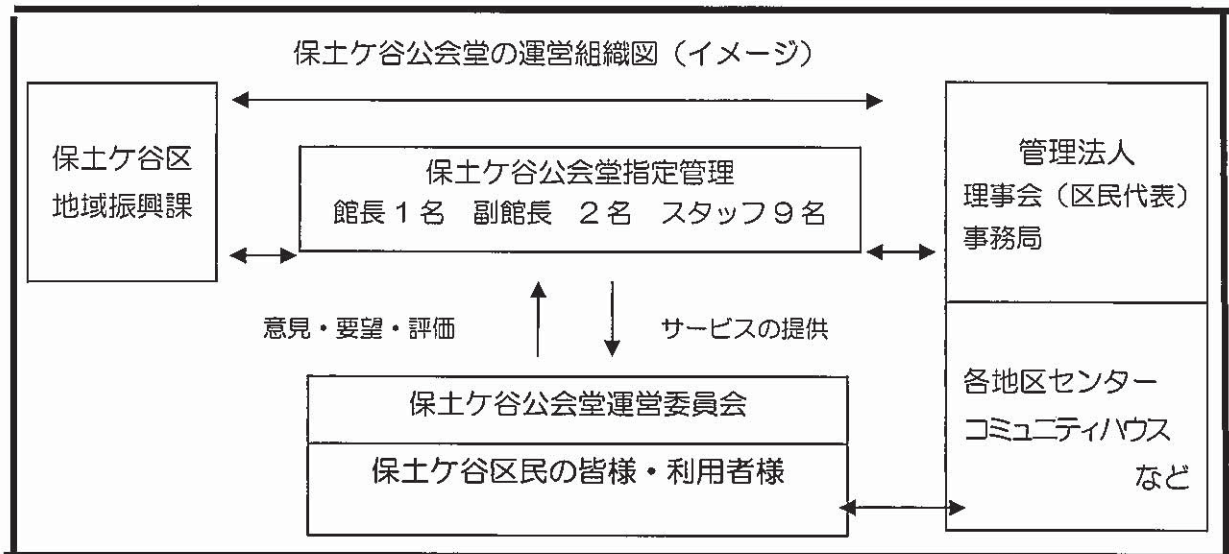 保土ケ谷公会堂の運営組織図（イメージ）
保土ケ谷区
地域振興課
保土ケ谷公会堂指定管理
館長１名　副館長　２名　スタッフ９名
管理法人
理事会（区民代表）
事務局
意見・要望・評価
サービスの提供
保土ケ谷公会堂運営委員会
保土ケ谷区民の皆様・利用者様
各地区センター
コミュニティハウス
など